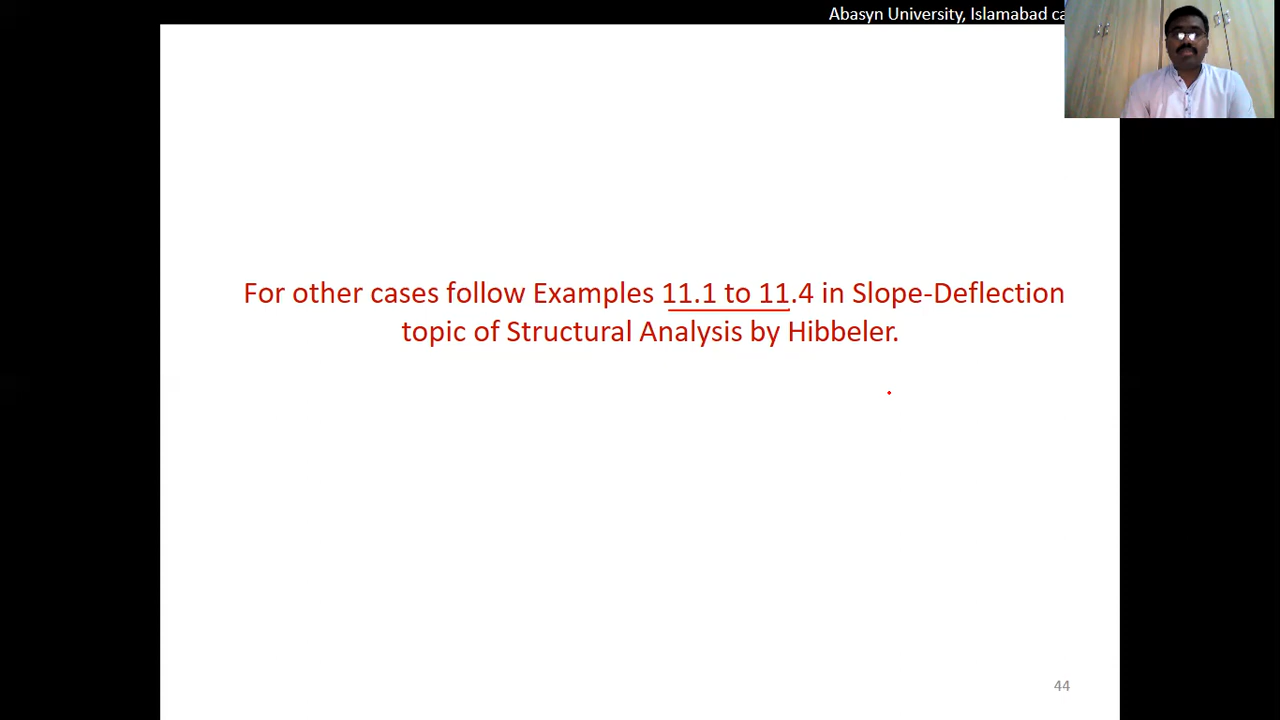 Abasyn University, Islamabad
For other cases follow Examples 11.1 to 11.4 in Slope-Deflection
topic of Structural Analysis by Hibbeler.
44